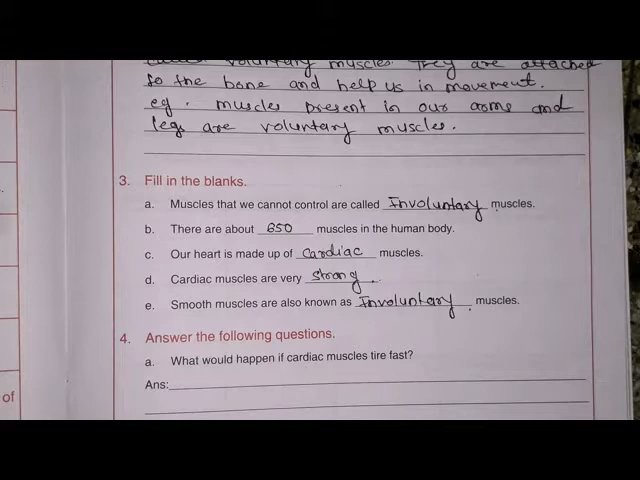 called voluntary muscles. They are attached
to the bone and help us in movement.
eg. muscles present in our arms and
legs are voluntary muscles.
3. Fill in the blanks.
a. Muscles that we cannot control are called Involuntary muscles.
b. There are about 650 muscles in the human body.
c. Our heart is made up of cardiac muscles.
d. Cardiac muscles are very strong.
e. Smooth muscles are also known as Involuntary muscles.
4. Answer the following questions.
a. What would happen if cardiac muscles tire fast?
Ans:
of